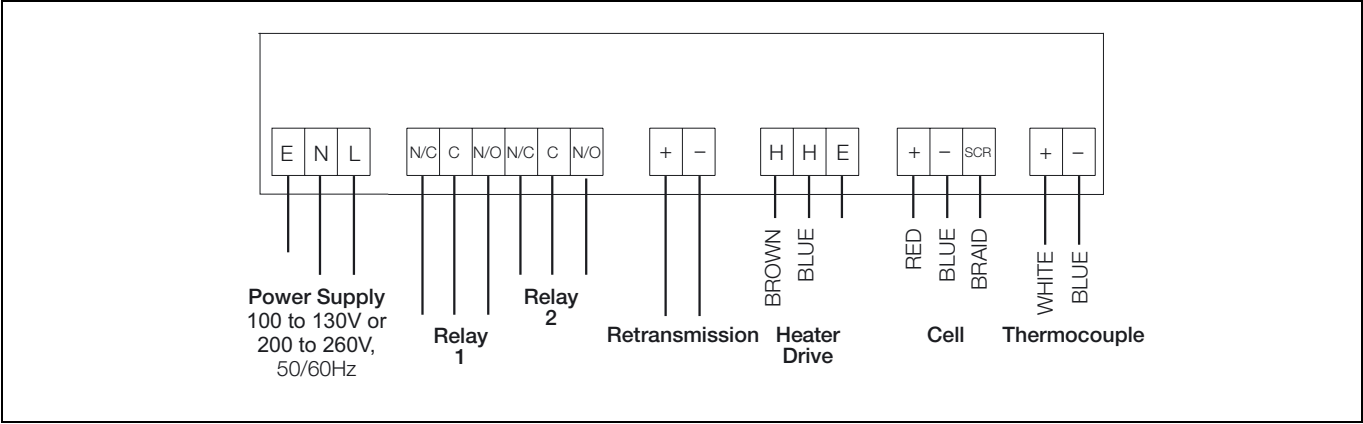 E N L
N/C C N/O N/C C N/O
+ –
H H E
+ – SCR
+ –
BROWN
BLUE
RED
BLUE
BRAID
WHITE
BLUE
Power Supply
100 to 130V or
200 to 260V,
50/60Hz
Relay
1
Relay
2
Retransmission
Heater
Drive
Cell
Thermocouple